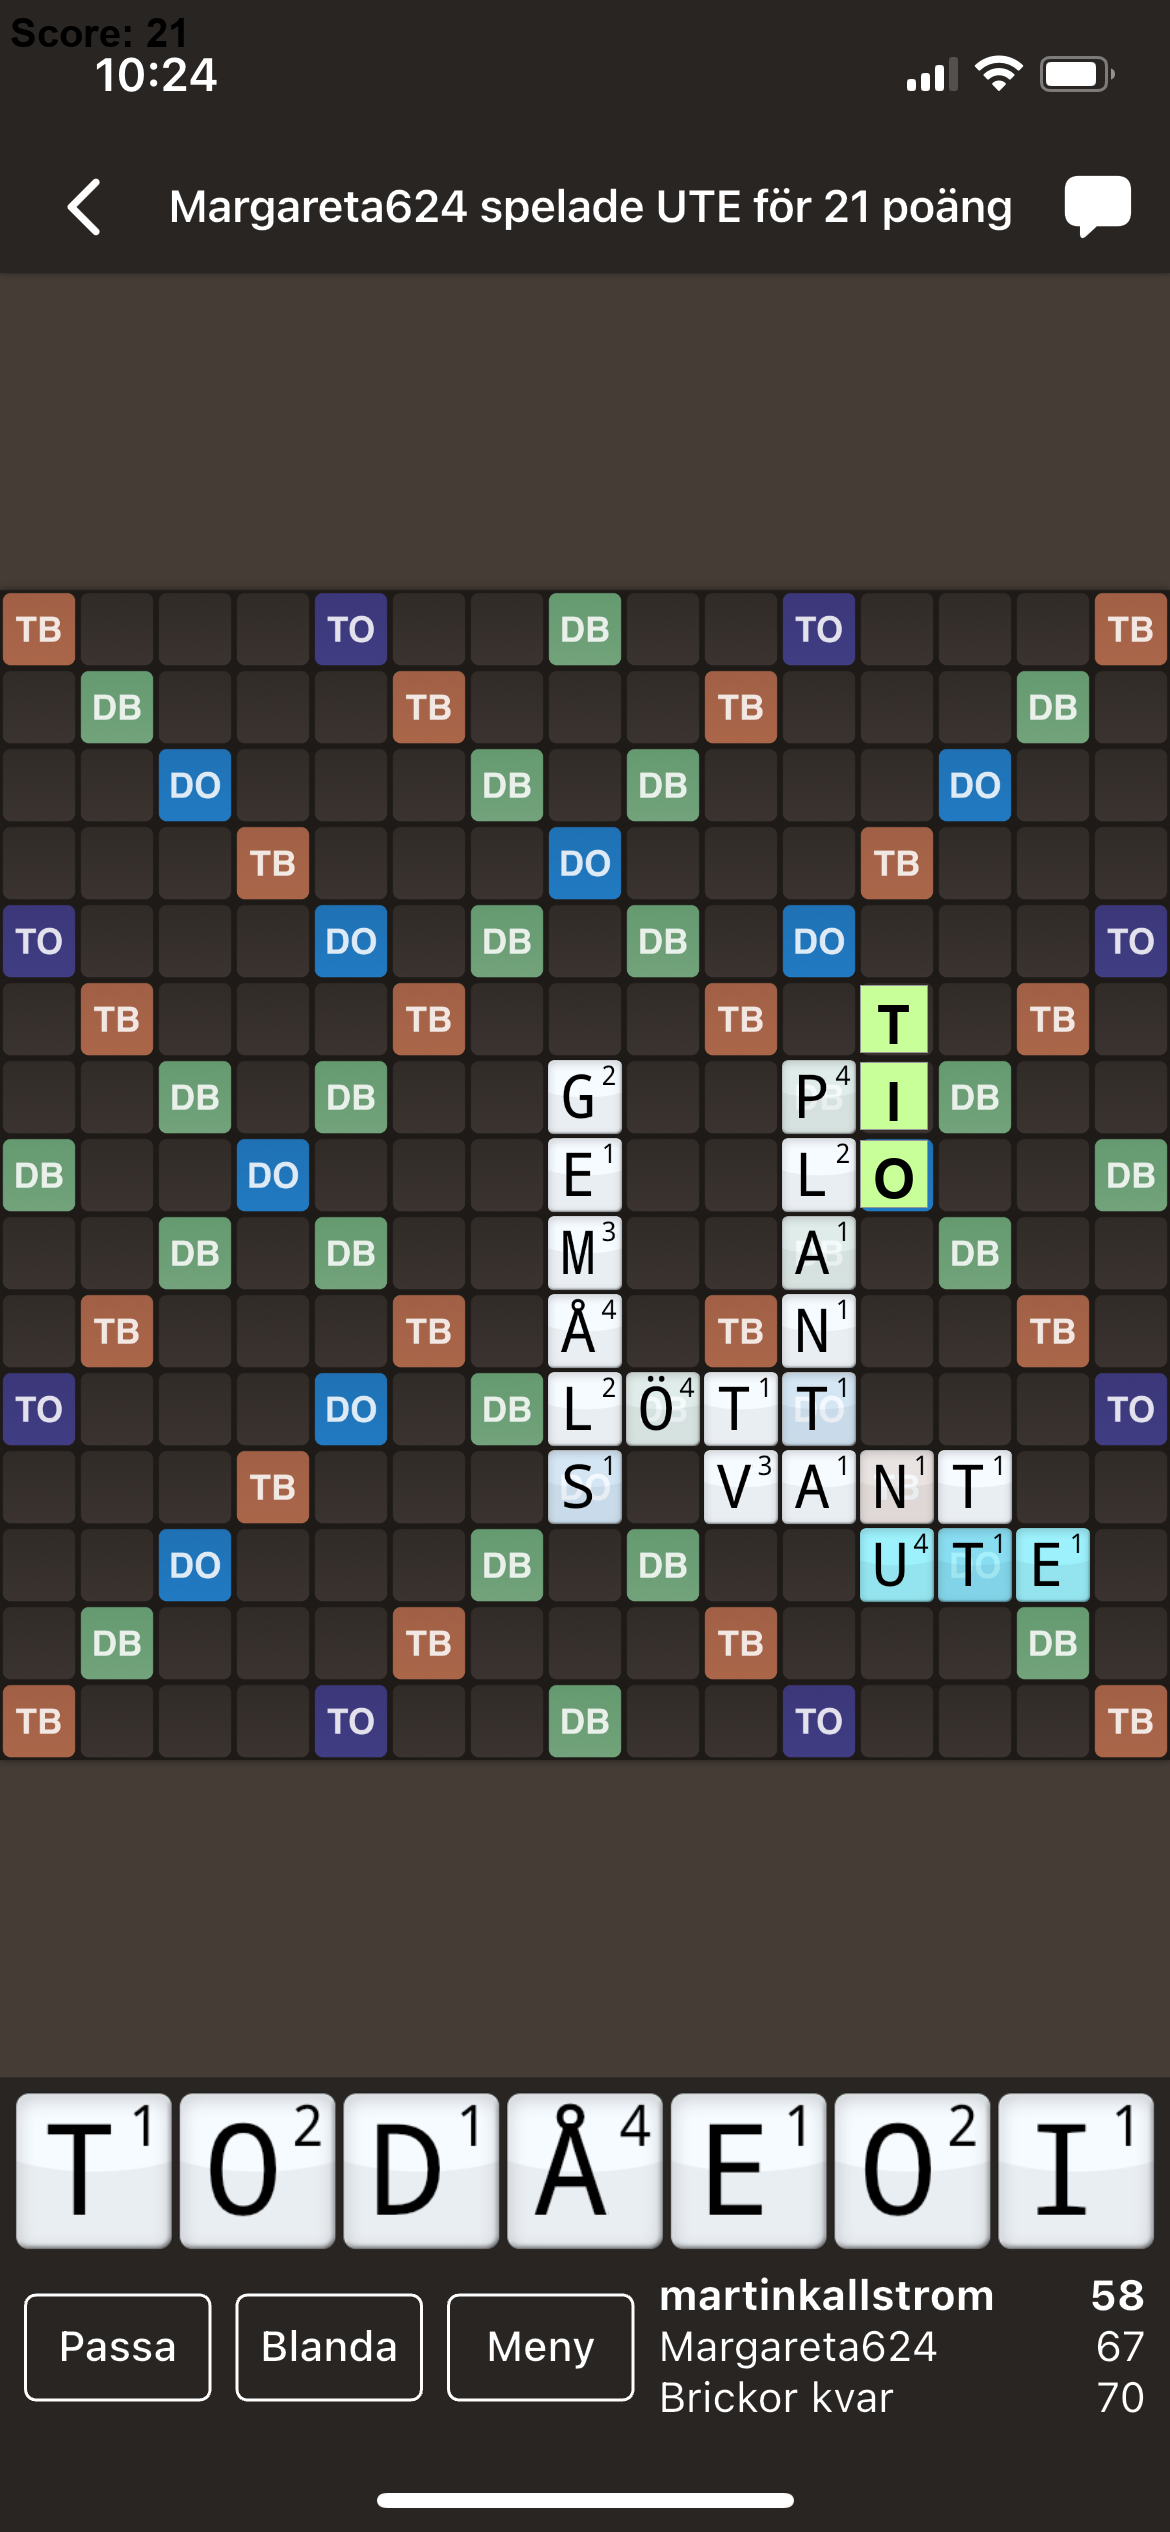 Score: 21
10:24
Margareta624 spelade UTE för 21 poäng
TB TO DB TO TB
DB TB TB DB
DO DB DB DO
TB DO TB
TO DO DB DB DO TO
TB TB TB T TB
DB DB G2 P4 I DB
DB DO E1 L2 O DB
DB DB M3 A1 DB
TB TB Å4 TB N1 TB
TO DO DB L2 Ö4 T1 T1 TO
TB S1 V3 A1 N1 T1
DO DB DB U4 T1 E1
DB TB TB DB
TB TO DB TO TB
T1 O2 D1 Å4 E1 O2 I1
martinkallstrom 58
Passa Blanda Meny Margareta624 67
Brickor kvar 70